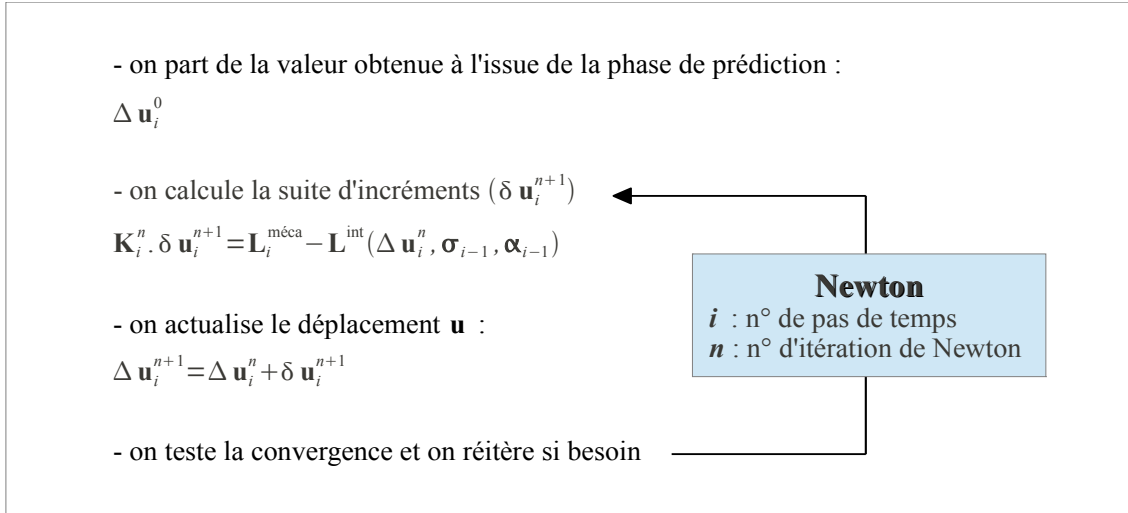 - on part de la valeur obtenue à l'issue de la phase de prédiction :
Δ u_i^0
- on calcule la suite d'incréments (δ u_i^{n+1})
K_i^n . δ u_i^{n+1} = L_i^{méca} − L^{int}(Δ u_i^n , σ_{i−1} , α_{i−1})
- on actualise le déplacement u :
Δ u_i^{n+1} = Δ u_i^n + δ u_i^{n+1}
- on teste la convergence et on réitère si besoin
Newton
i : n° de pas de temps
n : n° d'itération de Newton